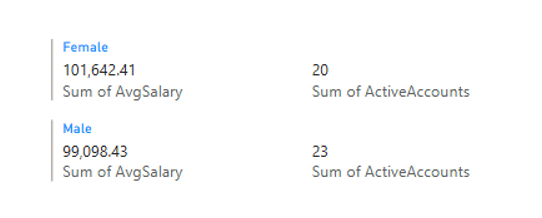 Female
101,642.41 20
Sum of AvgSalary Sum of ActiveAccounts
Male
99,098.43 23
Sum of AvgSalary Sum of ActiveAccounts